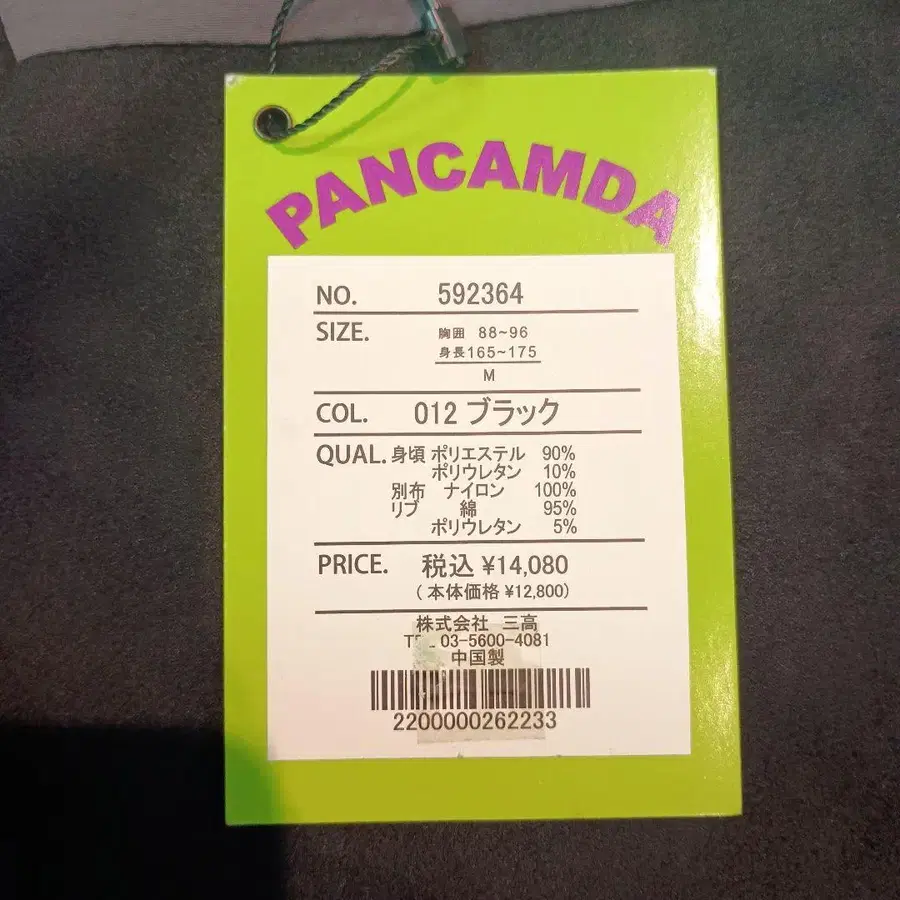 PANCAMDA
NO. 592364
SIZE. 胸囲 88~96
身長165~175
M
COL. 012 ブラック
QUAL. 身頃 ポリエステル 90%
ポリウレタン 10%
別布 ナイロン 100%
リブ 綿 95%
ポリウレタン 5%
PRICE. 税込 ¥14,080
(本体価格 ¥12,800)
株式会社 三高
03-5600-4081
中国製
2200000262233